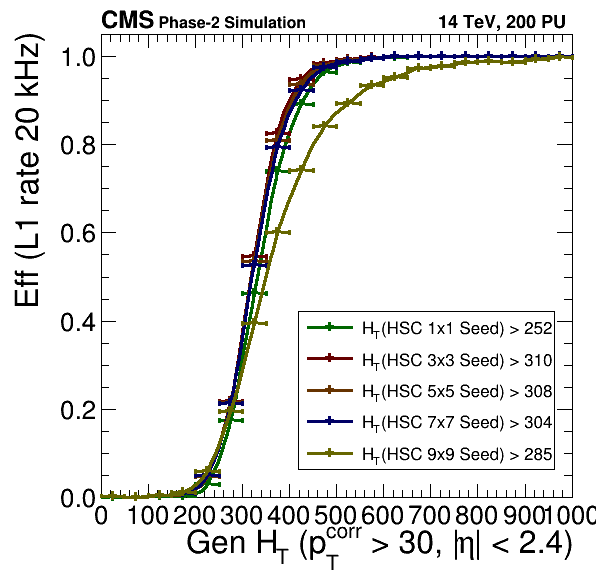 CMS Phase-2 Simulation 14 TeV, 200 PU
Eff (L1 rate 20 kHz)
1.0
0.8
0.6
0.4
0.2
0.0
H_T(HSC 1x1 Seed) > 252
H_T(HSC 3x3 Seed) > 310
H_T(HSC 5x5 Seed) > 308
H_T(HSC 7x7 Seed) > 304
H_T(HSC 9x9 Seed) > 285
0 100 200 300 400 500 600 700 800 900 1000
Gen H_T (p_T^corr > 30, |η| < 2.4)